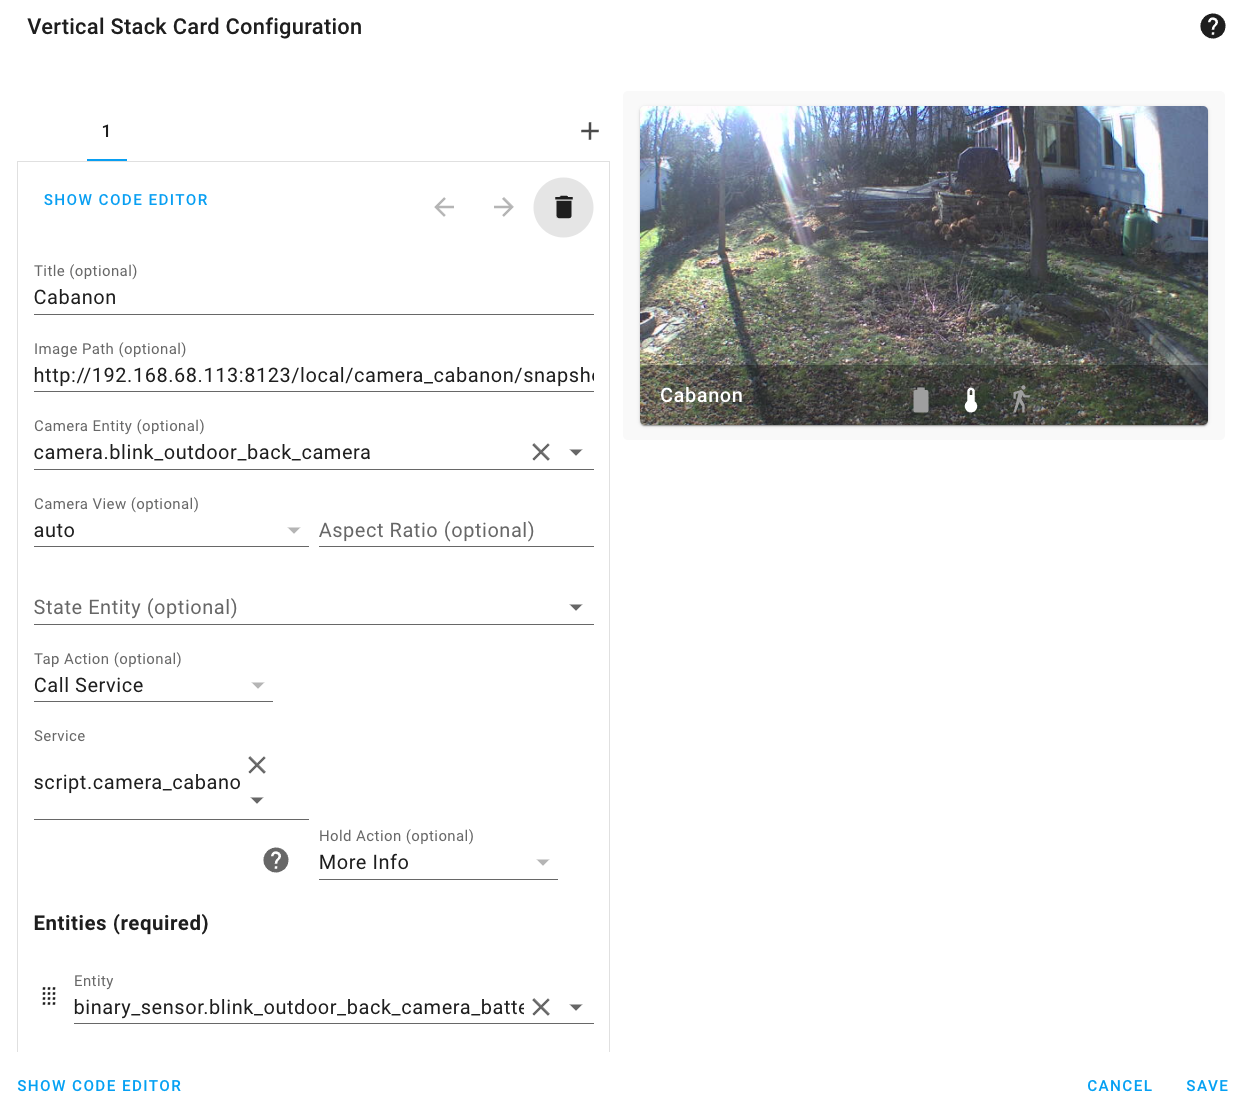 Vertical Stack Card Configuration
1
SHOW CODE EDITOR
Title (optional)
Cabanon
Image Path (optional)
http://192.168.68.113:8123/local/camera_cabanon/snapsh
Camera Entity (optional)
camera.blink_outdoor_back_camera
Camera View (optional)
auto
Aspect Ratio (optional)
State Entity (optional)
Tap Action (optional)
Call Service
Service
script.camera_cabano
Hold Action (optional)
More Info
Entities (required)
Entity
binary_sensor.blink_outdoor_back_camera_batte
Cabanon
SHOW CODE EDITOR
CANCEL
SAVE